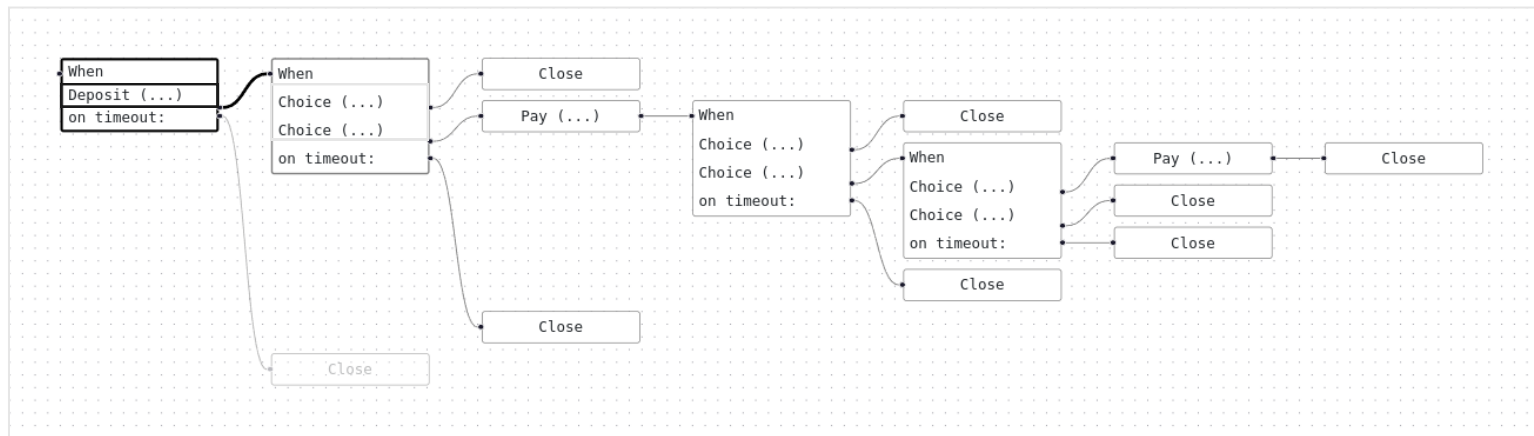 When
Deposit (...)
on timeout:
When
Choice (...)
Choice (...)
on timeout:
Close
Pay (...)
Close
Close
When
Choice (...)
Choice (...)
on timeout:
Close
When
Choice (...)
Choice (...)
on timeout:
Close
Pay (...)
Close
Close
Close